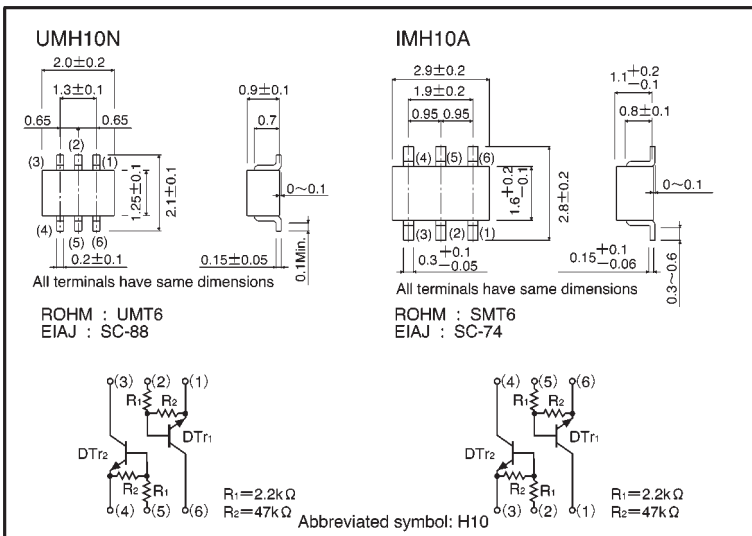 UMH10N
2.0±0.2
1.3±0.1
0.65
0.65
(2)
(3)
(1)
1.25±0.1
2.1±0.1
(4)
(5)
(6)
0.2±0.1
0.9±0.1
0.7
0~0.1
0.15±0.05
0.1Min.
All terminals have same dimensions
ROHM : UMT6
EIAJ : SC-88
IMH10A
2.9±0.2
1.9±0.2
0.95
0.95
(4)
(5)
(6)
1.6+0.2−0.1
2.8±0.2
(3)
(2)
(1)
0.3+0.1−0.05
1.1+0.2−0.1
0.8±0.1
0~0.1
0.15+0.1−0.06
0.3~0.6
All terminals have same dimensions
ROHM : SMT6
EIAJ : SC-74
(3) (2) (1)
R1
R2
DTr1
DTr2
R2
R1
(4) (5) (6)
R1=2.2kΩ
R2=47kΩ
(4) (5) (6)
R1
R2
DTr1
DTr2
R2
R1
(3) (2) (1)
R1=2.2kΩ
R2=47kΩ
Abbreviated symbol: H10